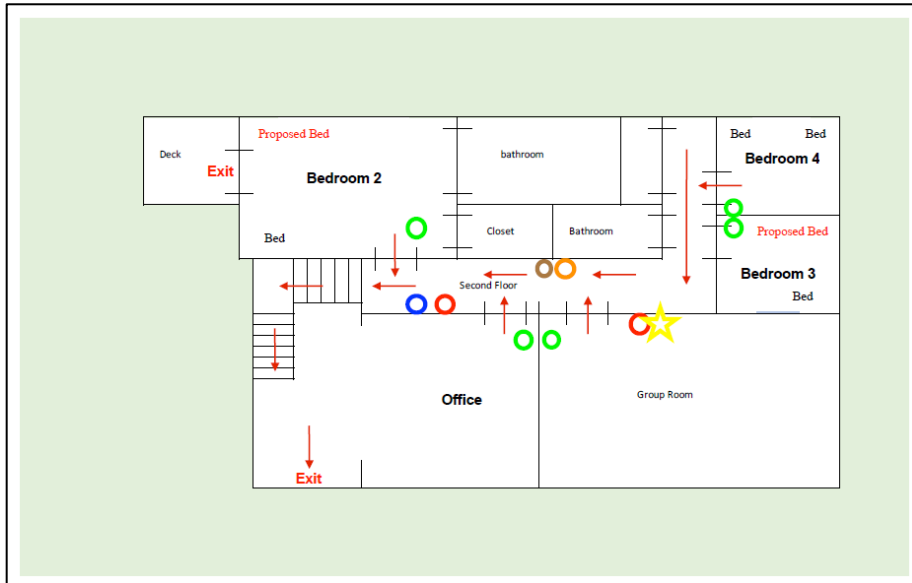 Proposed Bed
Bed
Bed
Deck
bathroom
Bedroom 4
Exit
Bedroom 2
Closet
Bathroom
Proposed Bed
Bed
Bedroom 3
Second Floor
Bed
Group Room
Office
Exit